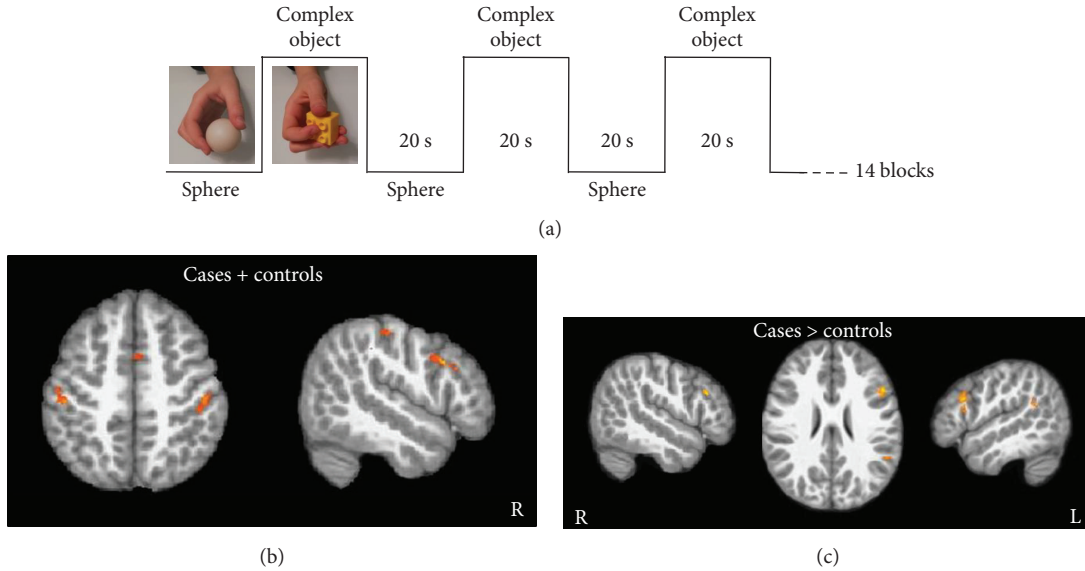 Complex
object
Complex
object
Complex
object
20 s
20 s
20 s
20 s
14 blocks
Sphere
Sphere
Sphere
(a)
Cases + controls
R
(b)
Cases > controls
R
L
(c)